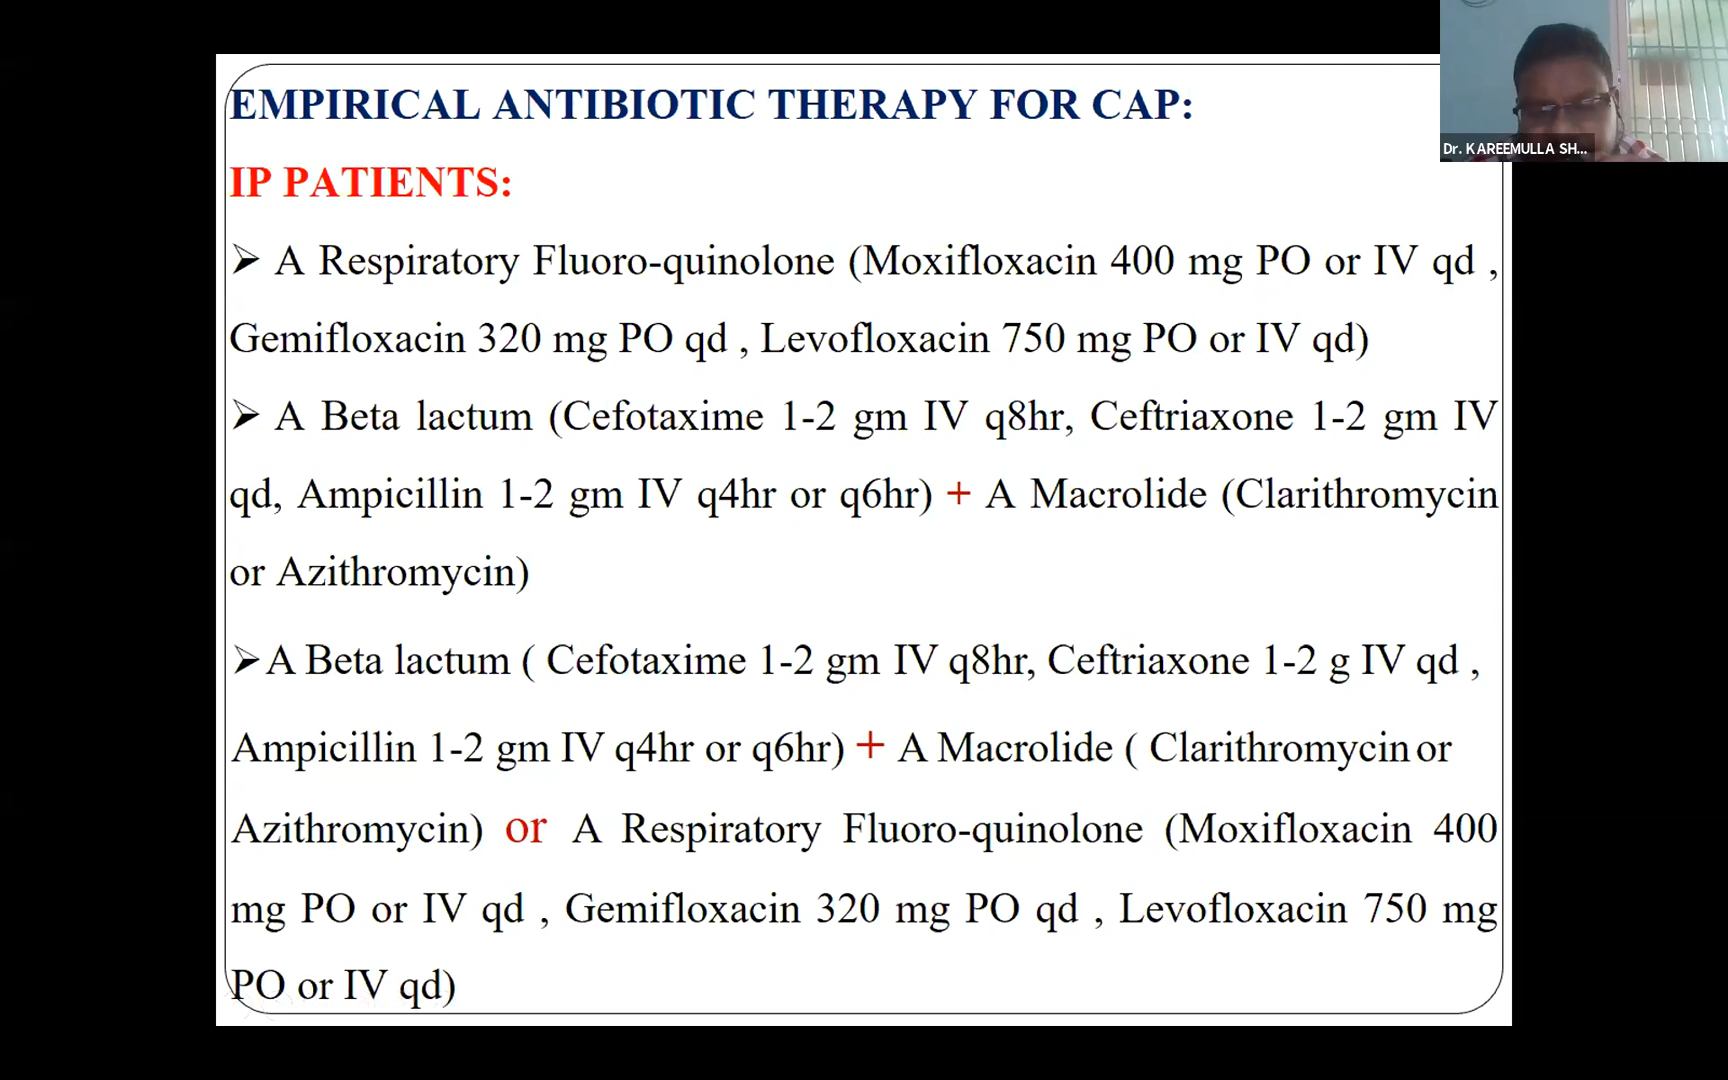 EMPIRICAL ANTIBIOTIC THERAPY FOR CAP:
Dr. KAREEMULLA SH...
IP PATIENTS:
➢ A Respiratory Fluoro-quinolone (Moxifloxacin 400 mg PO or IV qd ,
Gemifloxacin 320 mg PO qd , Levofloxacin 750 mg PO or IV qd)
➢ A Beta lactum (Cefotaxime 1-2 gm IV q8hr, Ceftriaxone 1-2 gm IV
qd, Ampicillin 1-2 gm IV q4hr or q6hr) + A Macrolide (Clarithromycin
or Azithromycin)
➢A Beta lactum ( Cefotaxime 1-2 gm IV q8hr, Ceftriaxone 1-2 g IV qd ,
Ampicillin 1-2 gm IV q4hr or q6hr) + A Macrolide ( Clarithromycin or
Azithromycin) or A Respiratory Fluoro-quinolone (Moxifloxacin 400
mg PO or IV qd , Gemifloxacin 320 mg PO qd , Levofloxacin 750 mg
PO or IV qd)